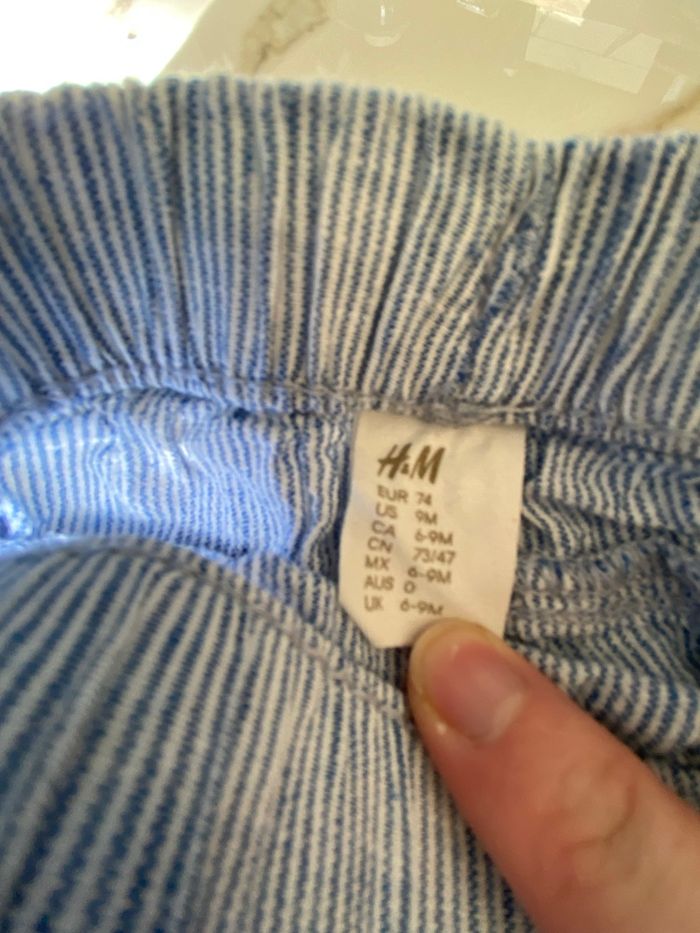 H&M
EUR 74
US 9M
CA 6-9M
CN 73/47
MX 6-9M
AUS 0
UK 6-9M